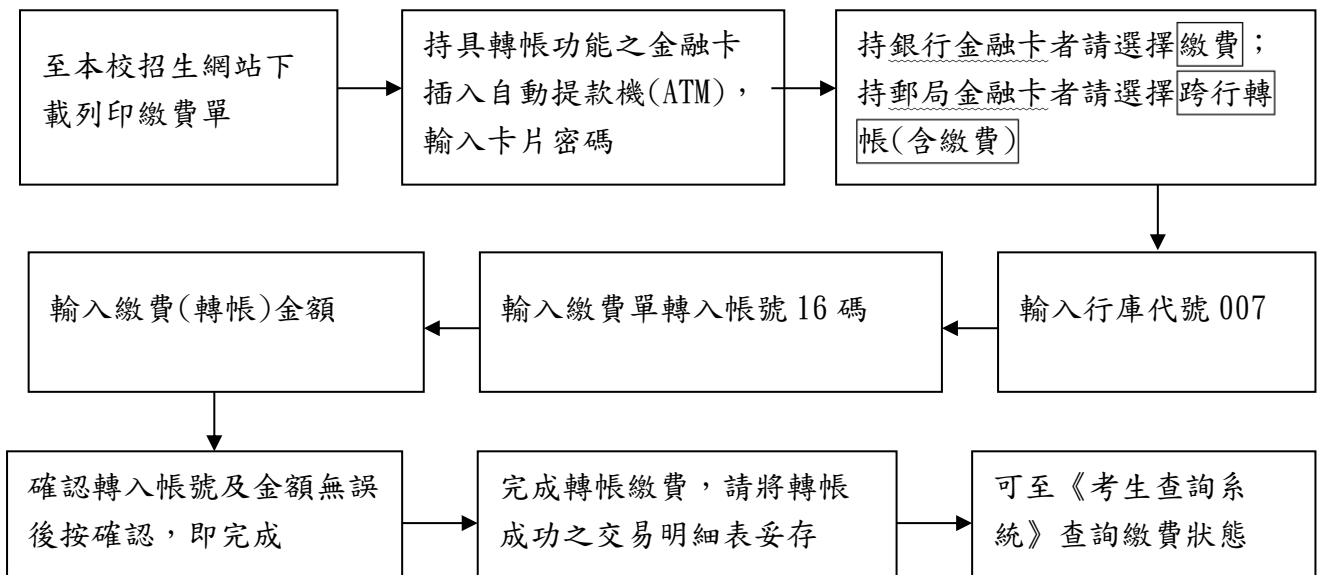 至本校招生網站下
載列印繳費單
持具轉帳功能之金融卡
插入自動提款機(ATM)，
輸入卡片密碼
持銀行金融卡者請選擇繳費；
持郵局金融卡者請選擇跨行轉
帳(含繳費)
輸入行庫代號 007
輸入繳費單轉入帳號 16 碼
輸入繳費(轉帳)金額
確認轉入帳號及金額無誤
後按確認，即完成
完成轉帳繳費，請將轉帳
成功之交易明細表妥存
可至《考生查詢系
統》查詢繳費狀態